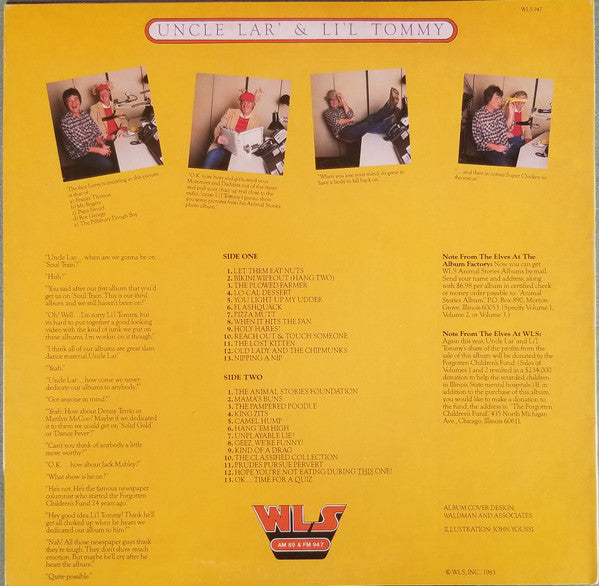 WLS 947
UNCLE LAR' & LI'L TOMMY
The face Larry is imitating in this picture
is that of:
a) Frazier Thomas
b) Mr. Rogers
c) Papa Smurf
d) Boy George
e) The Pillsbury Dough Boy
"O.K. now boys and girls, send your
Mommies and Daddies out of the room
and pull your chair up real close to the
radio, 'cause Li'l Tommy's gonna show
you some pictures from his Animal Stories
photo album."
"When you lose your mind, it's great to
have a body to fall back on."
"... and then in comes Super Chicken to
the rescue."
"Uncle Lar... when are we gonna be on
'Soul Train'?"
"Huh?"
"You said after our first album that you'd
get us on 'Soul Train.' This is our third
album and we still haven't been on."
"Oh! Well... I'm sorry Li'l Tommy, but
it's hard to put together a good looking
video with the kind of junk we put on
these albums. I'm workin' on it though."
"I think all of our albums are great slam
dance material Uncle Lar."
"Yeah."
"Uncle Lar... how come we never
dedicate our albums to anybody?"
"Got anyone in mind?"
"Yeah. How about Deney Terrio or
Marilyn McCoo? Maybe if we dedicated
it to them we could get on 'Solid Gold'
or 'Dance Fever'?"
"Can't you think of anybody a little
more worthy?"
"O.K.... how about Jack Mabley?"
"What show is he on?"
"He's not. He's the famous newspaper
columnist who started the Forgotten
Children's Fund 24 years ago."
"Hey good idea Li'l Tommy! Think he'll
get all choked up when he hears we
dedicated our album to him?"
"Nah! All those newspaper guys think
they're tough. They don't show much
emotion. But maybe he'll cry after he
hears the album."
"Quite possible."
SIDE ONE
1. LET THEM EAT NUTS
2. BIKINI WIPEOUT (HANG TWO)
3. THE PLOWED FARMER
4. LO-CAL DESSERT
5. YOU LIGHT UP MY UDDER
6. FLASHQUACK
7. PIZZA MUTT
8. WHEN IT HITS THE FAN
9. HOLY HARES!
10. REACH OUT & TOUCH SOMEONE
11. THE LOST KITTEN
12. OLD LADY AND THE CHIPMUNKS
13. NIPPING A NIP
SIDE TWO
1. THE ANIMAL STORIES FOUNDATION
2. MAMA'S BUNS
3. THE PAMPERED POODLE
4. KING ZITS
5. CAMEL HUMP
6. HANG 'EM HIGH
7. UNPLAYABLE LIE?
8. GEEZ, WE'RE FUNNY!
9. KIND OF A DRAG
10. THE CLASSIFIED COLLECTION
11. PRUDES PURSUE PERVERT
12. HOPE YOU'RE NOT EATING DURING THIS ONE!
13. OK... TIME FOR A QUIZ
WLS
AM 89 & FM 94.7
Note From The Elves At The
Album Factory: Now you can get
WLS Animal Stories Albums by mail.
Send your name and address, along
with $6.98 per album in certified check
or money order payable to: "Animal
Stories Album," P.O. Box 890, Morton
Grove, Illinois 60053. (Specify Volume 1,
Volume 2, or Volume 3.)
Note From The Elves At WLS:
Again this year, Uncle Lar' and Li'l
Tommy's share of the profits from the
sale of this album will be donated to the
Forgotten Children's Fund. (Sales of
Volumes 1 and 2 resulted in a $234,000
donation to help the retarded children
in Illinois State mental hospitals.) If, in
addition to the purchase of this album,
you would like to make a donation to
the fund, the address is: "The Forgotten
Children's Fund," 435 North Michigan
Ave., Chicago, Illinois 60611.
ALBUM COVER DESIGN:
WALDMAN AND ASSOCIATES
ILLUSTRATION: JOHN YOUSSI
© WLS, INC., 1983